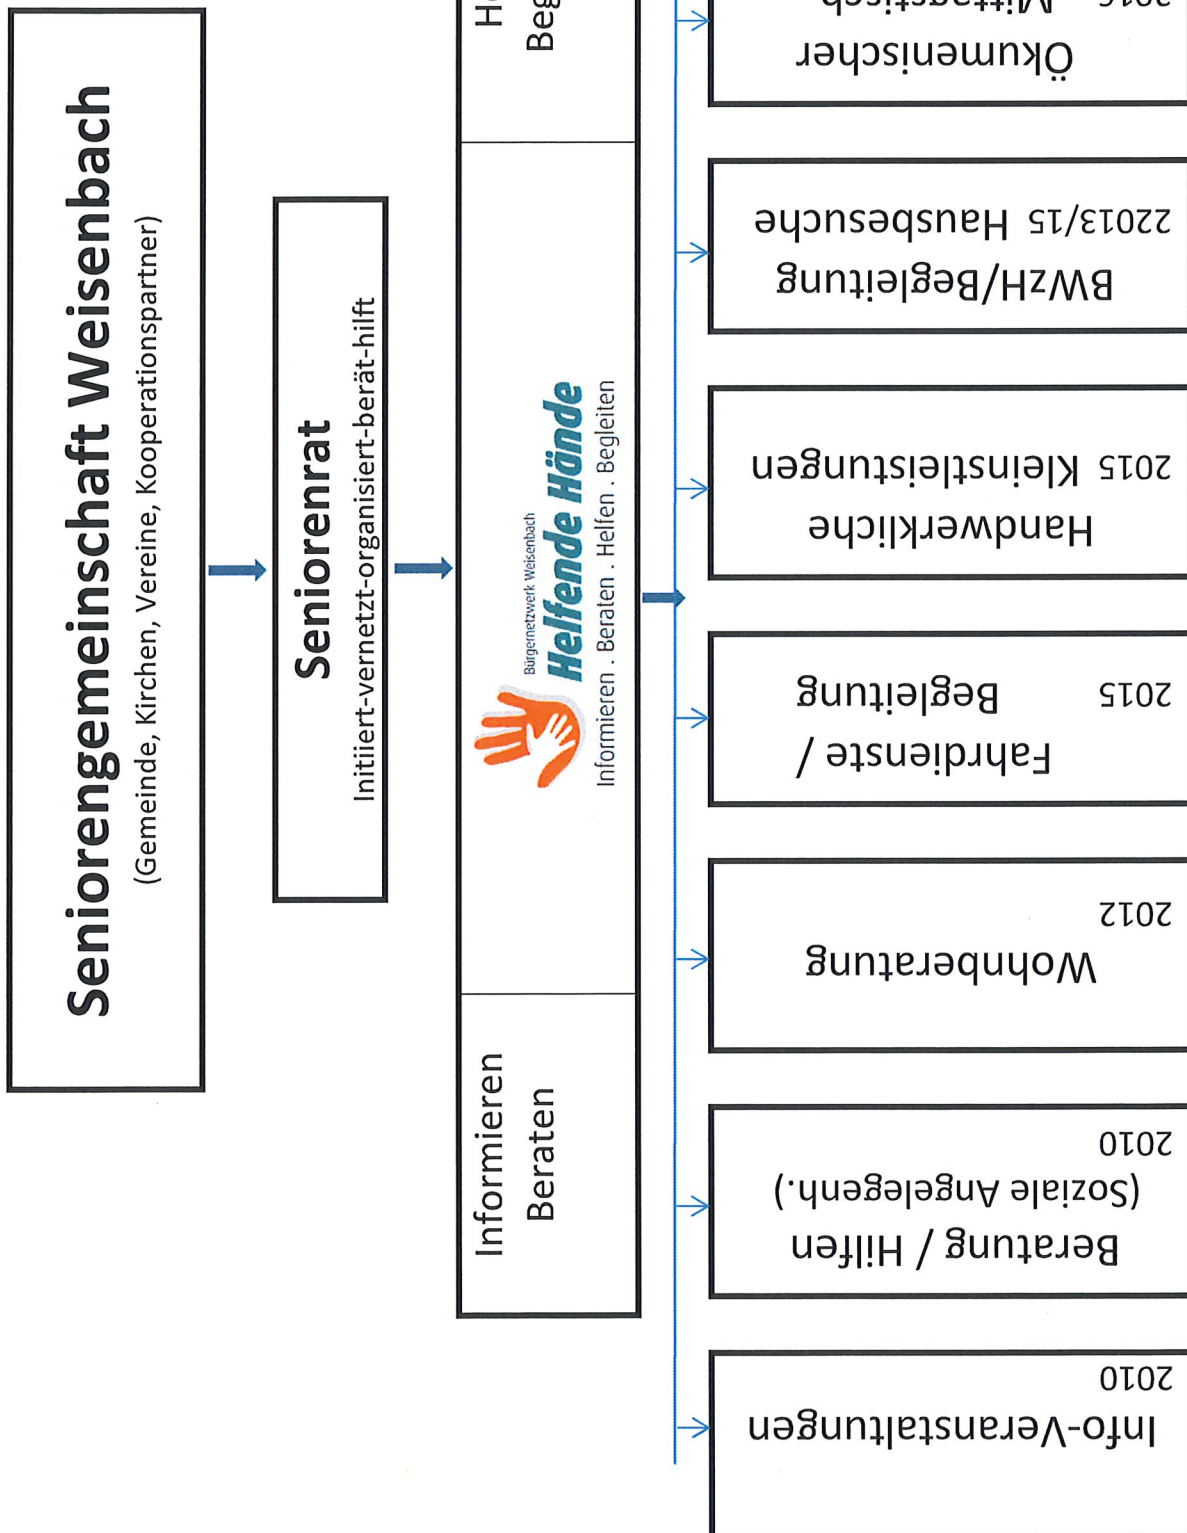 Seniorengemeinschaft Weisenbach
(Gemeinde, Kirchen, Vereine, Kooperationspartner)
Seniorenrat
Initiiert-vernetzt-organisiert-berät-hilft
Informieren
Beraten
Bürgernetzwerk Weisenbach
Helfende Hände
Informieren . Beraten . Helfen . Begleiten
Info-Veranstaltungen
2010
Beratung / Hilfen
(Soziale Angelegenh.)
2010
Wohnberatung
2012
Fahrdienste /
2015 Begleitung
Handwerkliche
2015 Kleinstleistungen
BWzH/Begleitung
22013/15 Hausbesuche
Ökumenischer
2016 Mittagstisch